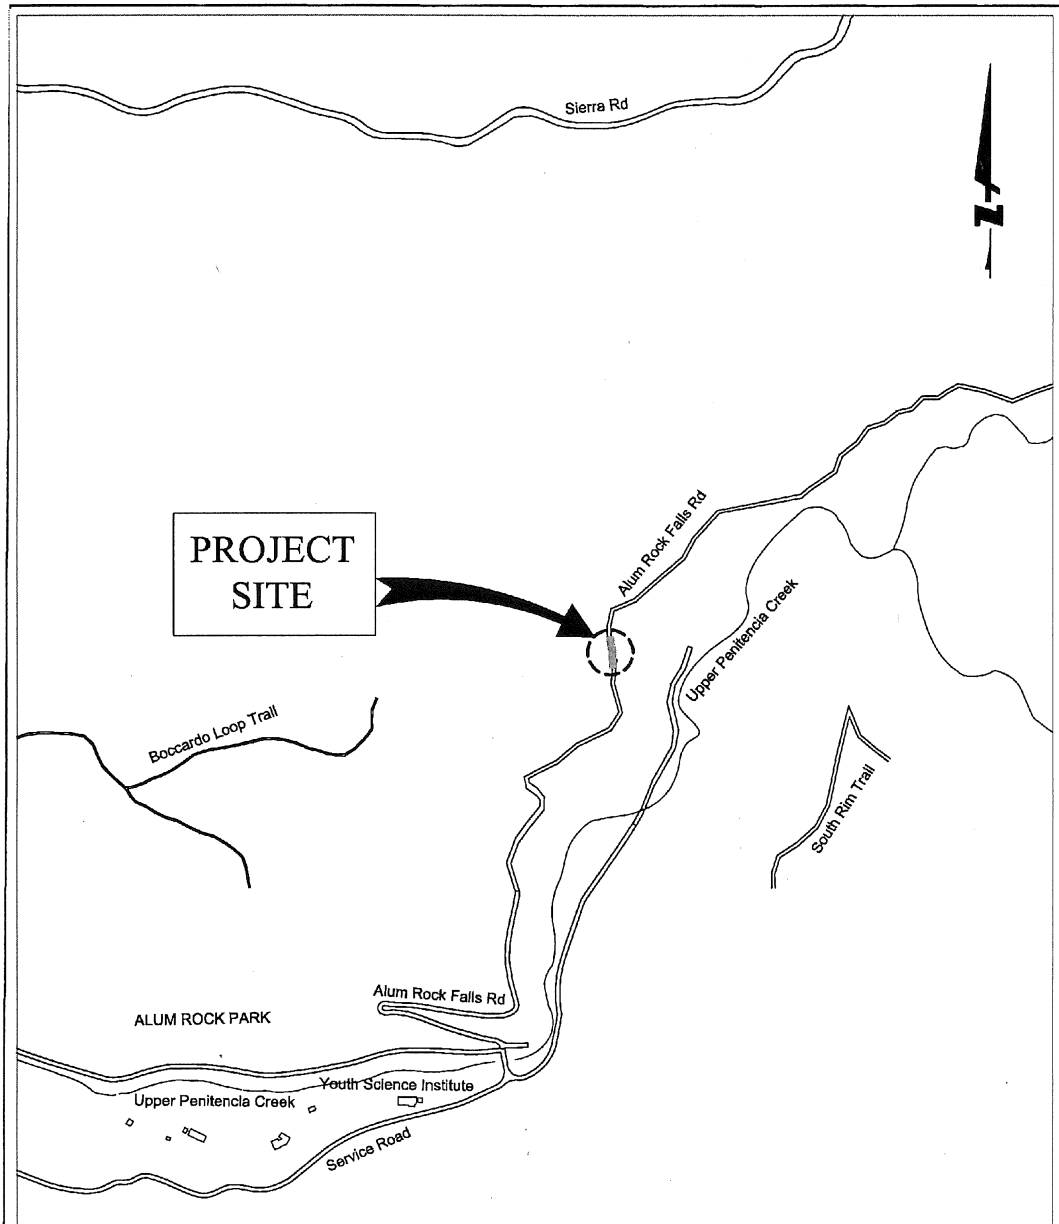 Sierra Rd
N
Alum Rock Falls Rd
PROJECT
SITE
Upper Penitencia Creek
Boccardo Loop Trail
South Rim Trail
Alum Rock Falls Rd
ALUM ROCK PARK
Youth Science Institute
Upper Penitencia Creek
Service Road